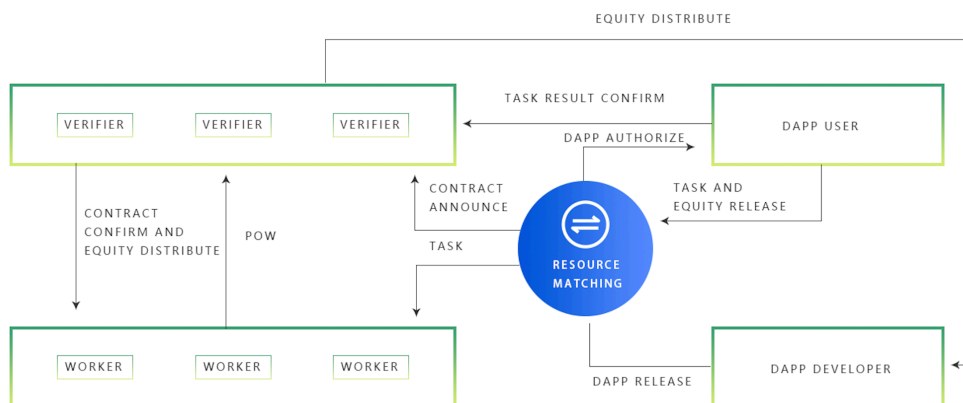 EQUITY DISTRIBUTE
VERIFIER
VERIFIER
VERIFIER
TASK RESULT CONFIRM
DAPP USER
DAPP AUTHORIZE
CONTRACT
ANNOUNCE
TASK AND
EQUITY RELEASE
CONTRACT
CONFIRM AND
EQUITY DISTRIBUTE
POW
TASK
RESOURCE
MATCHING
WORKER
WORKER
WORKER
DAPP RELEASE
DAPP DEVELOPER